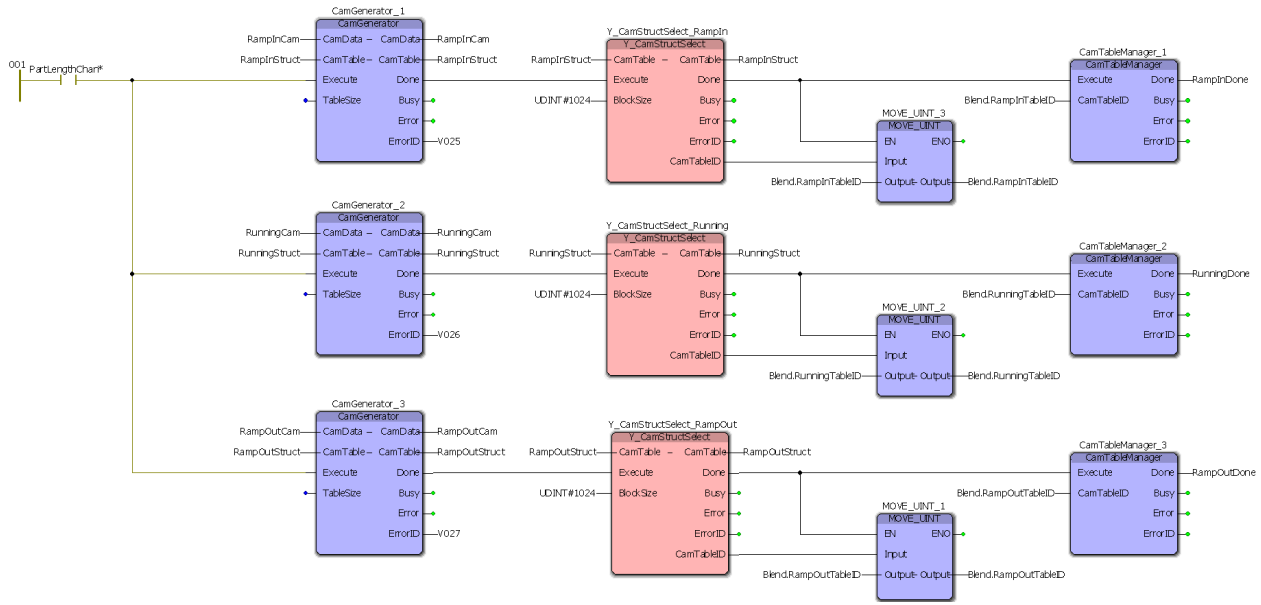 CamGenerator_1
CamGenerator
RampInCam CamData – CamData RampInCam
RampInStruct CamTable – CamTable RampInStruct
Execute Done
TableSize Busy
Error
ErrorID V025
Y_CamStructSelect_RampIn
Y_CamStructSelect
RampInStruct CamTable – CamTable RampInStruct
Execute Done
UDINT#1024 BlockSize Busy
Error
ErrorID
CamTableID
MOVE_UINT_3
MOVE_UINT
EN ENO
Input
Blend.RampInTableID Output – Output Blend.RampInTableID
CamTableManager_1
CamTableManager
Execute Done RampInDone
Blend.RampInTableID CamTableID Busy
Error
ErrorID
001
CamGenerator_2
CamGenerator
RunningCam CamData – CamData RunningCam
RunningStruct CamTable – CamTable RunningStruct
Execute Done
TableSize Busy
Error
ErrorID V026
Y_CamStructSelect_Running
Y_CamStructSelect
RunningStruct CamTable – CamTable RunningStruct
Execute Done
UDINT#1024 BlockSize Busy
Error
ErrorID
CamTableID
MOVE_UINT_2
MOVE_UINT
EN ENO
Input
Blend.RunningTableID Output – Output Blend.RunningTableID
CamTableManager_2
CamTableManager
Execute Done RunningDone
Blend.RunningTableID CamTableID Busy
Error
ErrorID
CamGenerator_3
CamGenerator
RampOutCam CamData – CamData RampOutCam
RampOutStruct CamTable – CamTable RampOutStruct
Execute Done
TableSize Busy
Error
ErrorID V027
Y_CamStructSelect_RampOut
Y_CamStructSelect
RampOutStruct CamTable – CamTable RampOutStruct
Execute Done
UDINT#1024 BlockSize Busy
Error
ErrorID
CamTableID
MOVE_UINT_1
MOVE_UINT
EN ENO
Input
Blend.RampOutTableID Output – Output Blend.RampOutTableID
CamTableManager_3
CamTableManager
Execute Done RampOutDone
Blend.RampOutTableID CamTableID Busy
Error
ErrorID